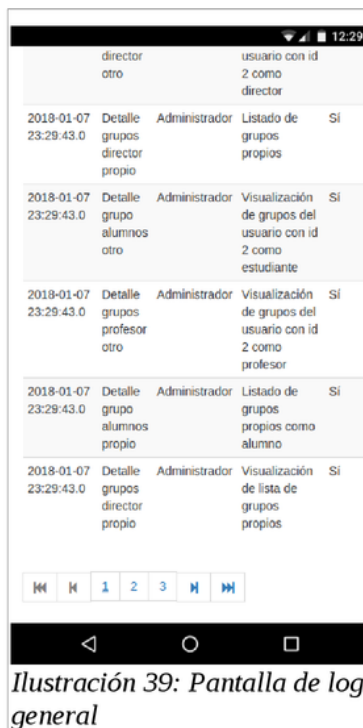 12:29
director otro usuario con id 2 como director
2018-01-07 23:29:43.0 Detalle grupos director propio Administrador Listado de grupos propios Sí
2018-01-07 23:29:43.0 Detalle grupo alumnos otro Administrador Visualización de grupos del usuario con id 2 como estudiante Sí
2018-01-07 23:29:43.0 Detalle grupos profesor otro Administrador Visualización de grupos del usuario con id 2 como profesor Sí
2018-01-07 23:29:43.0 Detalle grupo alumnos propio Administrador Listado de grupos propios como alumno Sí
2018-01-07 23:29:43.0 Detalle grupos director propio Administrador Visualización de lista de grupos propios Sí
1 2 3
Ilustración 39: Pantalla de log
general